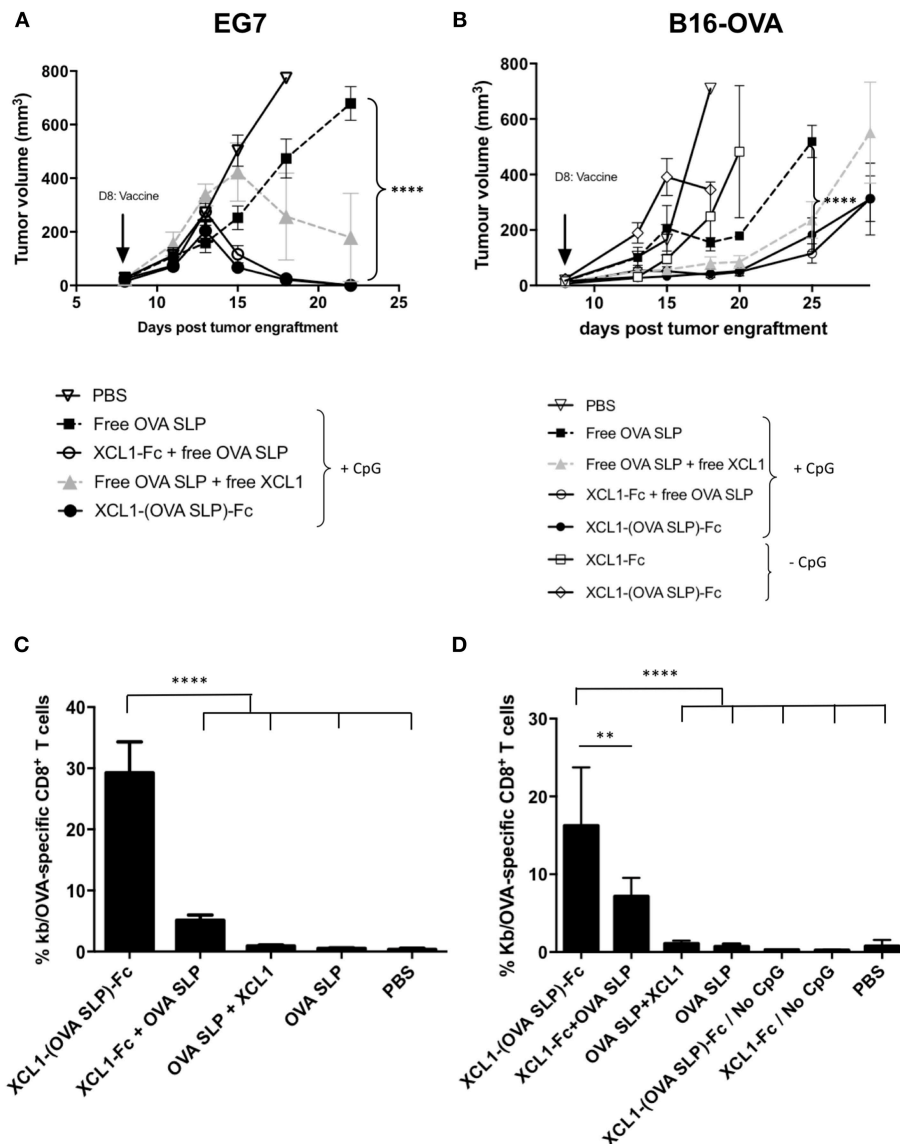 A
EG7
Tumor volume (mm³)
800
600
400
200
0
D8: Vaccine
****
5
10
15
20
25
Days post tumor engraftment
PBS
Free OVA SLP
XCL1-Fc + free OVA SLP
Free OVA SLP + free XCL1
XCL1-(OVA SLP)-Fc
+ CpG
B
B16-OVA
Tumor volume (mm³)
800
600
400
200
0
D8: Vaccine
****
10
15
20
25
days post tumor engraftment
PBS
Free OVA SLP
Free OVA SLP + free XCL1
XCL1-Fc + free OVA SLP
XCL1-(OVA SLP)-Fc
+ CpG
XCL1-Fc
XCL1-(OVA SLP)-Fc
- CpG
C
% kb/OVA-specific CD8⁺ T cells
40
30
20
10
0
****
XCL1-(OVA SLP)-Fc
XCL1-Fc + OVA SLP
OVA SLP + XCL1
OVA SLP
PBS
D
% Kb/OVA-specific CD8⁺ T cells
30
20
10
0
****
**
XCL1-(OVA SLP)-Fc
XCL1-Fc+OVA SLP
OVA SLP+XCL1
OVA SLP
XCL1-(OVA SLP)-Fc / No CpG
XCL1-Fc / No CpG
PBS